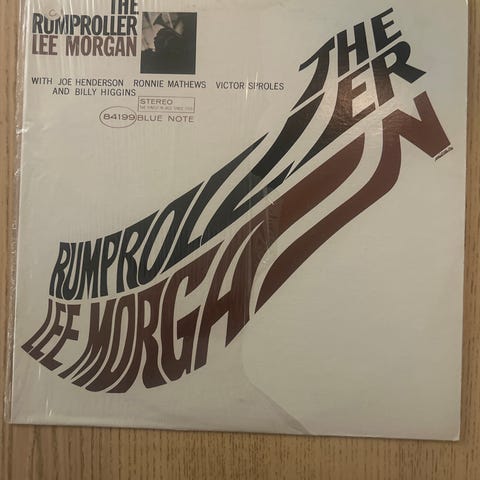 THE
RUMPROLLER
LEE MORGAN
WITH JOE HENDERSON RONNIE MATHEWS VICTOR SPROLES
AND BILLY HIGGINS
STEREO
84199 BLUE NOTE
THE
RUMPROLLER
LEE MORGAN